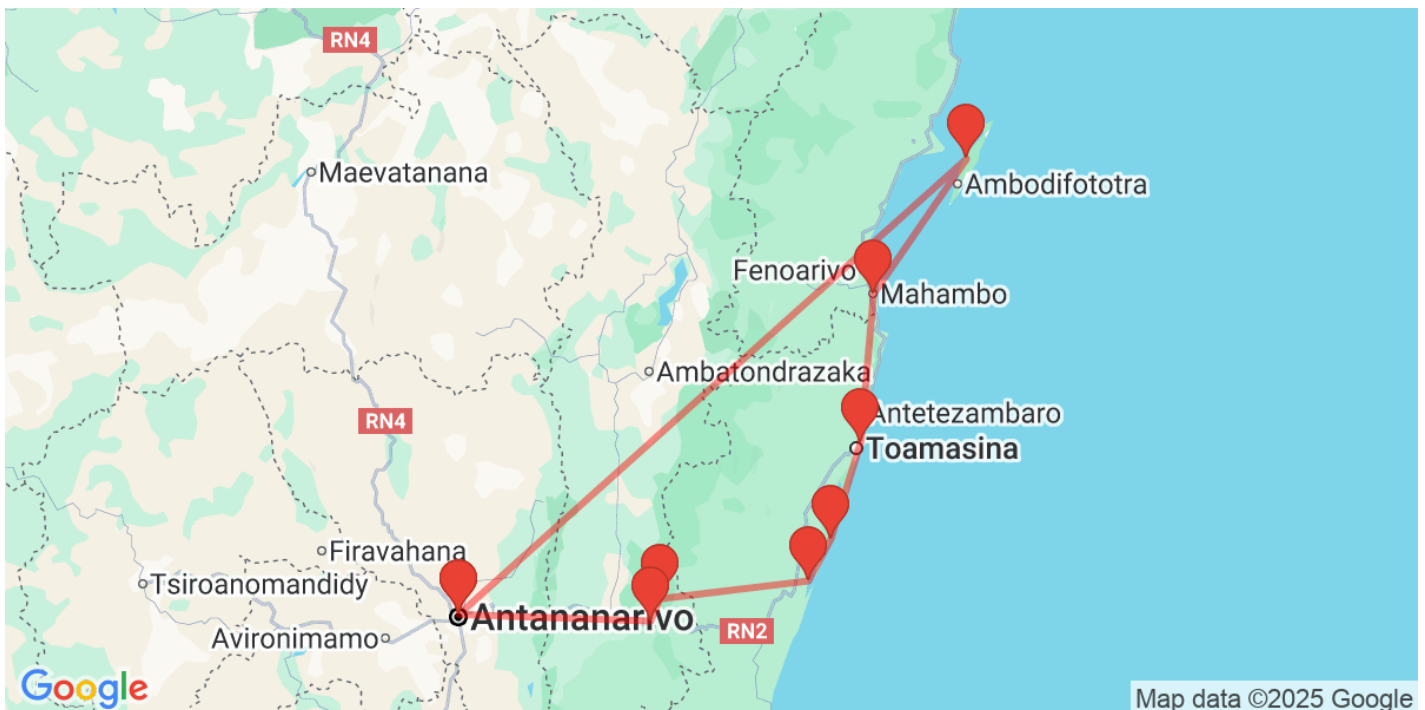 RN4
Maevatanana
Ambodifototra
Fenoarivo
Mahambo
Ambatondrazaka
RN4
Antetezambaro
Toamasina
Firavahana
Tsiroanomandidy
Antananarivo
RN2
Avironimamo
Google
Map data ©2025 Google